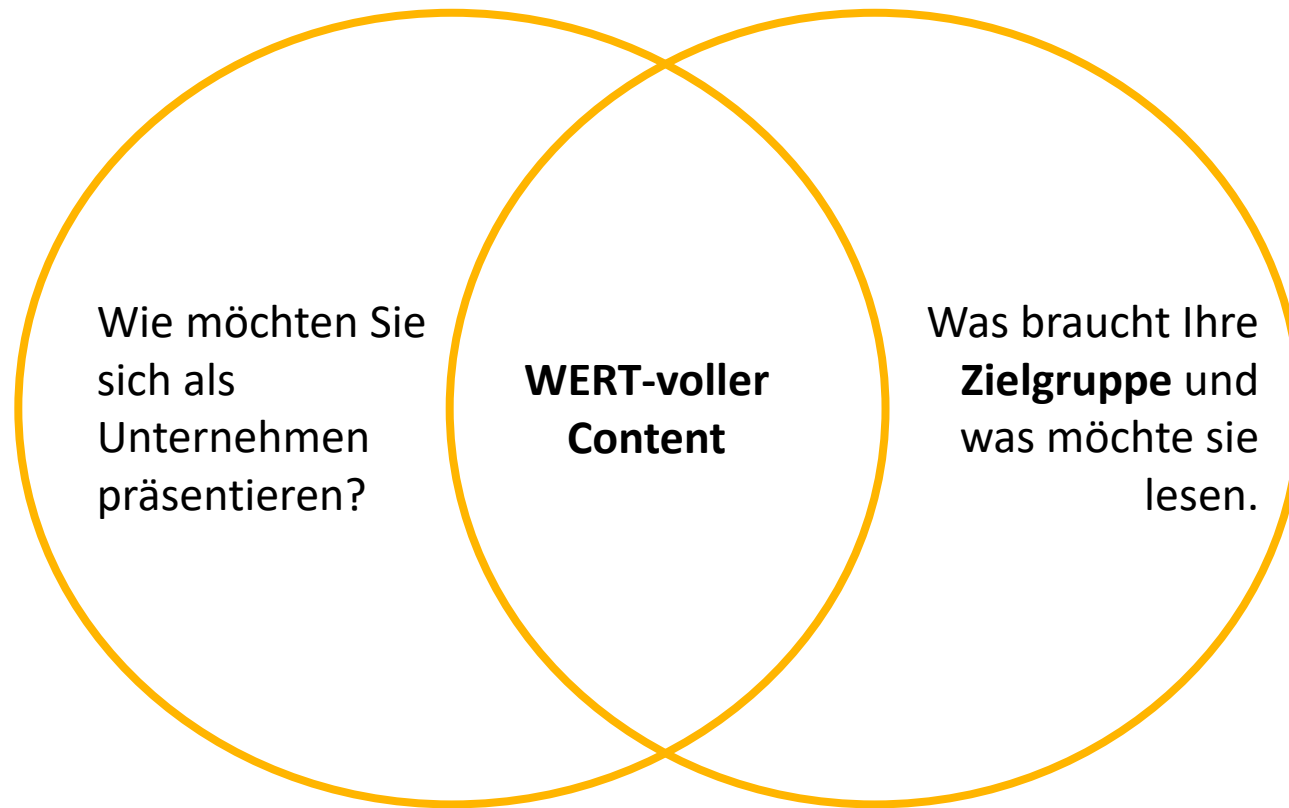 Wie möchten Sie
sich als
Unternehmen
präsentieren?
WERT-voller
Content
Was braucht Ihre
Zielgruppe und
was möchte sie
lesen.